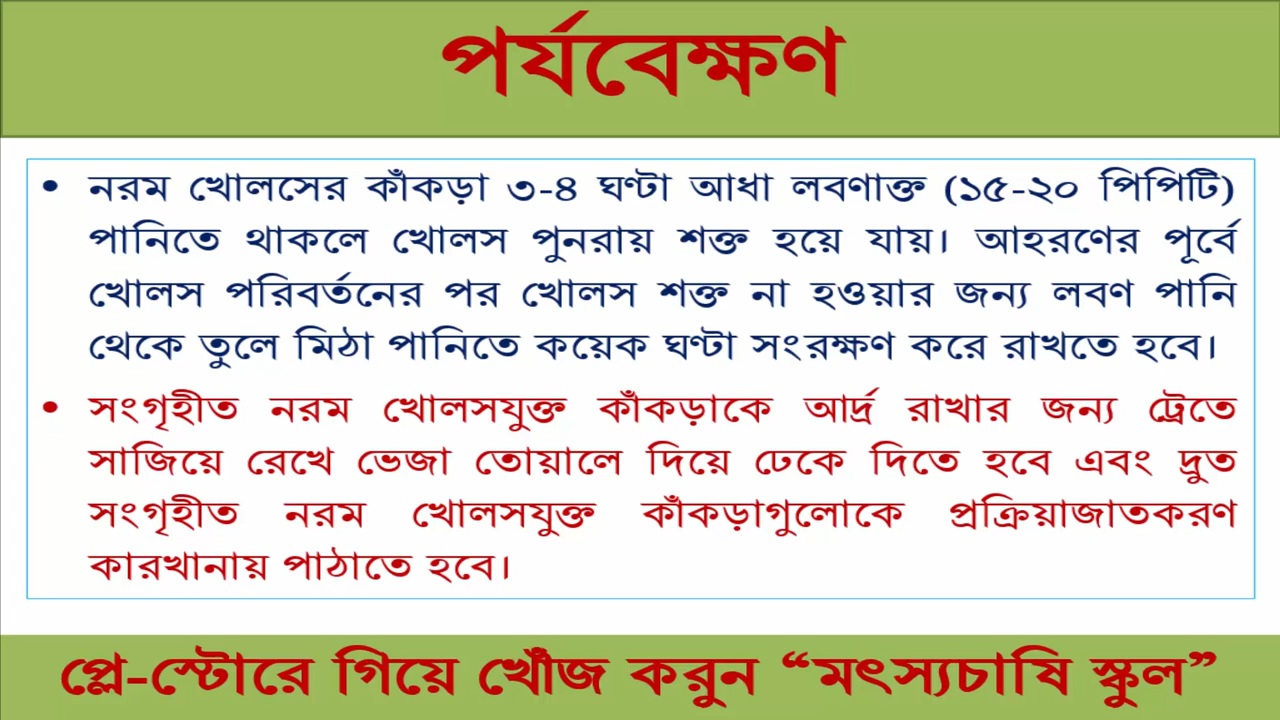 পর্যবেক্ষণ
• নরম খোলসের কাঁকড়া ৩-৪ ঘণ্টা আধা লবণাক্ত (১৫-২০ পিপিটি)
পানিতে থাকলে খোলস পুনরায় শক্ত হয়ে যায়। আহরণের পূর্বে
খোলস পরিবর্তনের পর খোলস শক্ত না হওয়ার জন্য লবণ পানি
থেকে তুলে মিঠা পানিতে কয়েক ঘণ্টা সংরক্ষণ করে রাখতে হবে।
• সংগৃহীত নরম খোলসযুক্ত কাঁকড়াকে আর্দ্র রাখার জন্য ট্রেতে
সাজিয়ে রেখে ভেজা তোয়ালে দিয়ে ঢেকে দিতে হবে এবং দ্রুত
সংগৃহীত নরম খোলসযুক্ত কাঁকড়াগুলোকে প্রক্রিয়াজাতকরণ
কারখানায় পাঠাতে হবে।
প্লে-স্টোরে গিয়ে খোঁজ করুন “মৎস্যচাষি স্কুল”